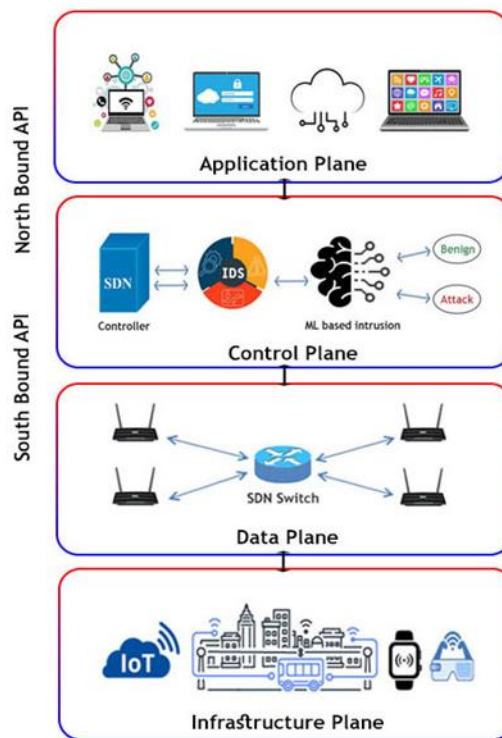 North Bound API
South Bound API
Application Plane
SDN
IDS
Benign
Attack
Controller
ML based intrusion
Control Plane
SDN Switch
Data Plane
IoT
Infrastructure Plane